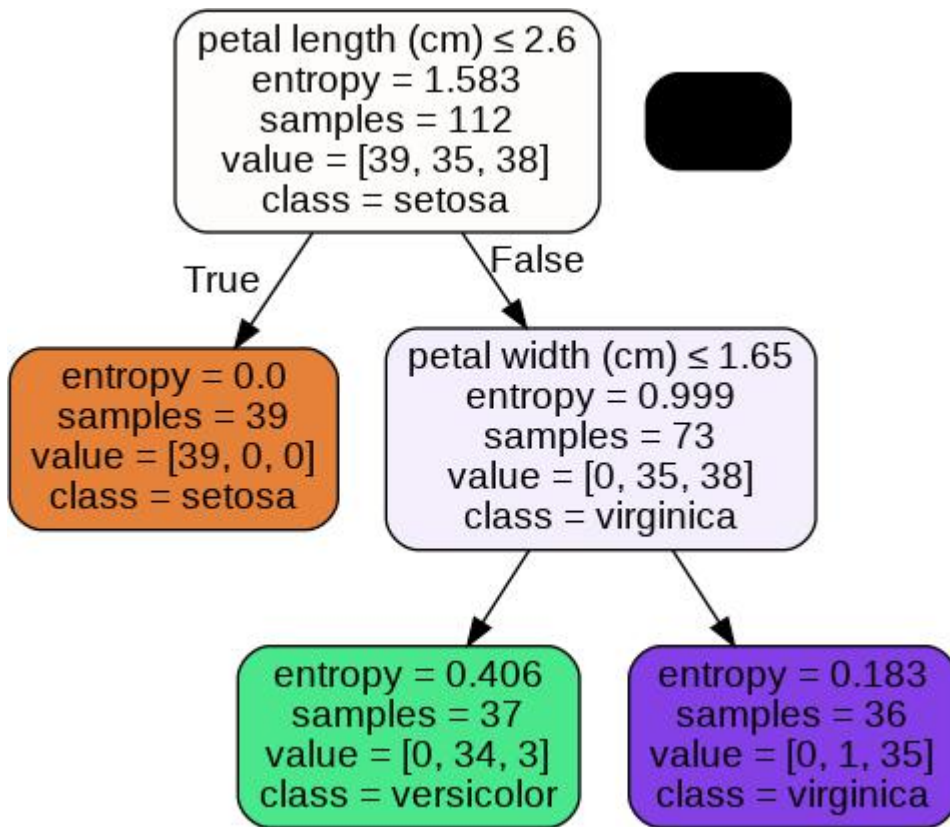 petal length (cm) ≤ 2.6
entropy = 1.583
samples = 112
value = [39, 35, 38]
class = setosa
True
False
entropy = 0.0
samples = 39
value = [39, 0, 0]
class = setosa
petal width (cm) ≤ 1.65
entropy = 0.999
samples = 73
value = [0, 35, 38]
class = virginica
entropy = 0.406
samples = 37
value = [0, 34, 3]
class = versicolor
entropy = 0.183
samples = 36
value = [0, 1, 35]
class = virginica